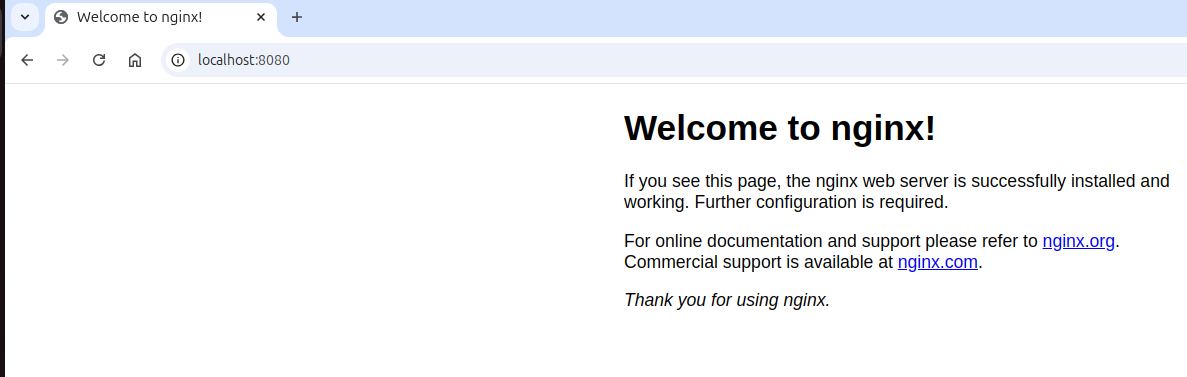 Welcome to nginx!
localhost:8080
Welcome to nginx!
If you see this page, the nginx web server is successfully installed and
working. Further configuration is required.
For online documentation and support please refer to nginx.org.
Commercial support is available at nginx.com.
Thank you for using nginx.